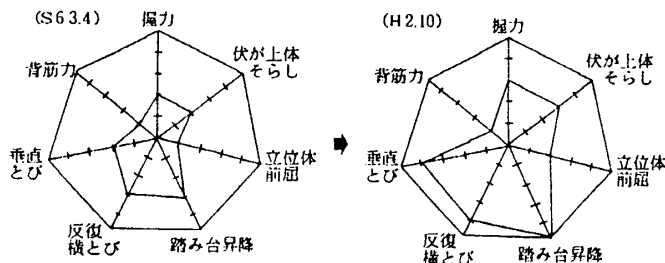 (S63.4)
握力
伏が上体
そらし
立位体
前屈
踏み台昇降
反復
横とび
垂直
とび
背筋力
(H2.10)
握力
伏が上体
そらし
立位体
前屈
踏み台昇降
反復
横とび
垂直
とび
背筋力